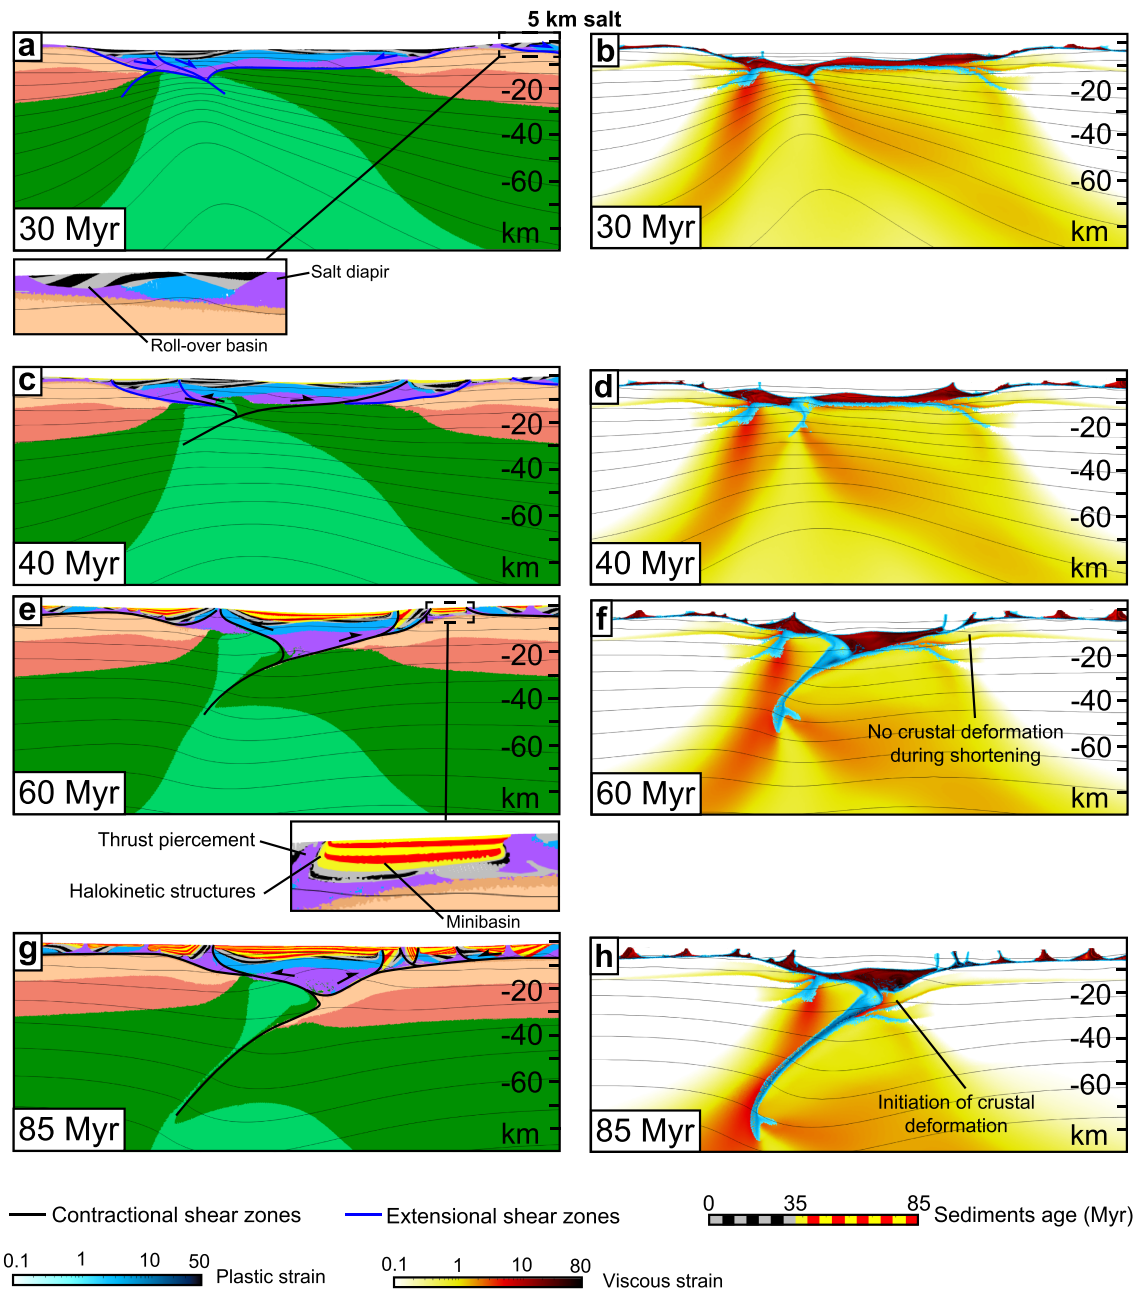 5 km salt
a
-20
-40
-60
km
30 Myr
b
-20
-40
-60
km
30 Myr
Salt diapir
Roll-over basin
c
-20
-40
-60
km
40 Myr
d
-20
-40
-60
km
40 Myr
e
-20
-40
-60
km
60 Myr
f
-20
-40
-60
km
No crustal deformation
during shortening
60 Myr
Thrust piercement
Halokinetic structures
Minibasin
g
-20
-40
-60
km
85 Myr
h
-20
-40
-60
km
Initiation of crustal
deformation
85 Myr
Contractional shear zones
Extensional shear zones
0 35 85
Sediments age (Myr)
0.1 1 10 50
Plastic strain
0.1 1 10 80
Viscous strain